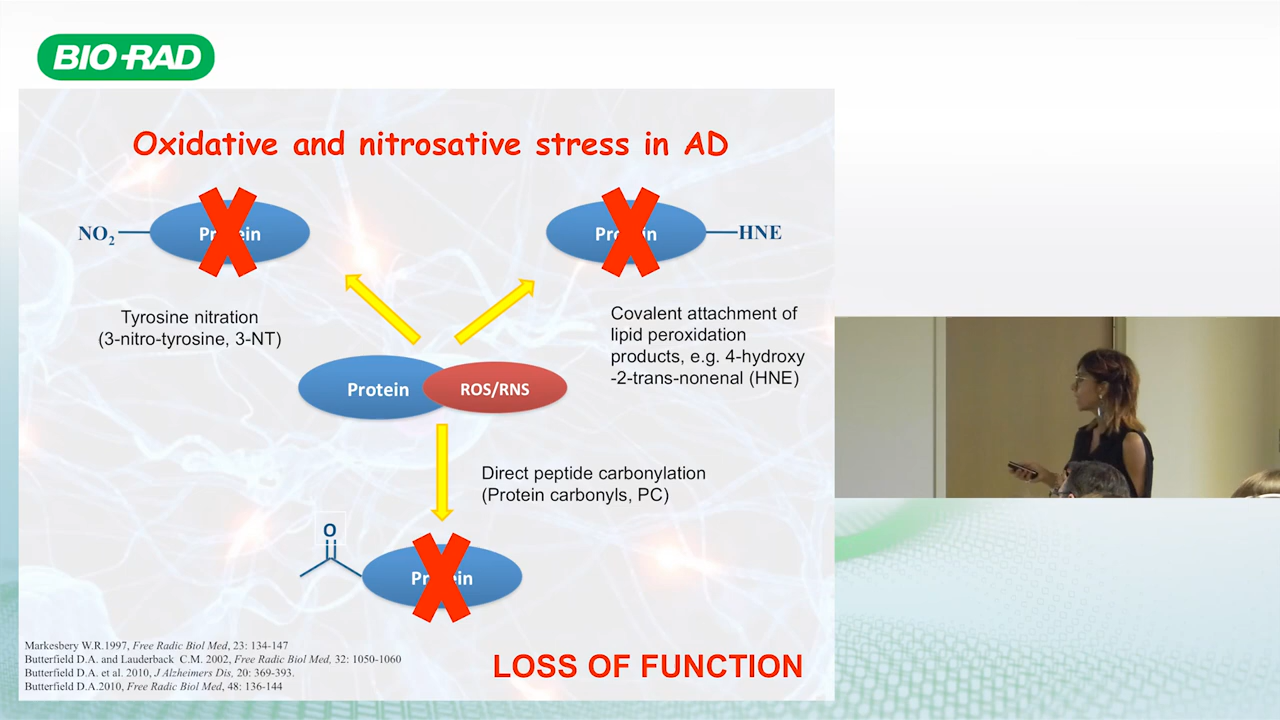 BIO-RAD
Oxidative and nitrosative stress in AD
NO2
Protein
Protein
HNE
Tyrosine nitration
(3-nitro-tyrosine, 3-NT)
Covalent attachment of
lipid peroxidation
products, e.g. 4-hydroxy
-2-trans-nonenal (HNE)
Protein
ROS/RNS
Direct peptide carbonylation
(Protein carbonyls, PC)
O
Protein
Markesbery W.R.1997, Free Radic Biol Med, 23: 134-147
Butterfield D.A. and Lauderback C.M. 2002, Free Radic Biol Med, 32: 1050-1060
Butterfield D.A. et al. 2010, J Alzheimers Dis, 20: 369-393.
Butterfield D.A.2010, Free Radic Biol Med, 48: 136-144
LOSS OF FUNCTION